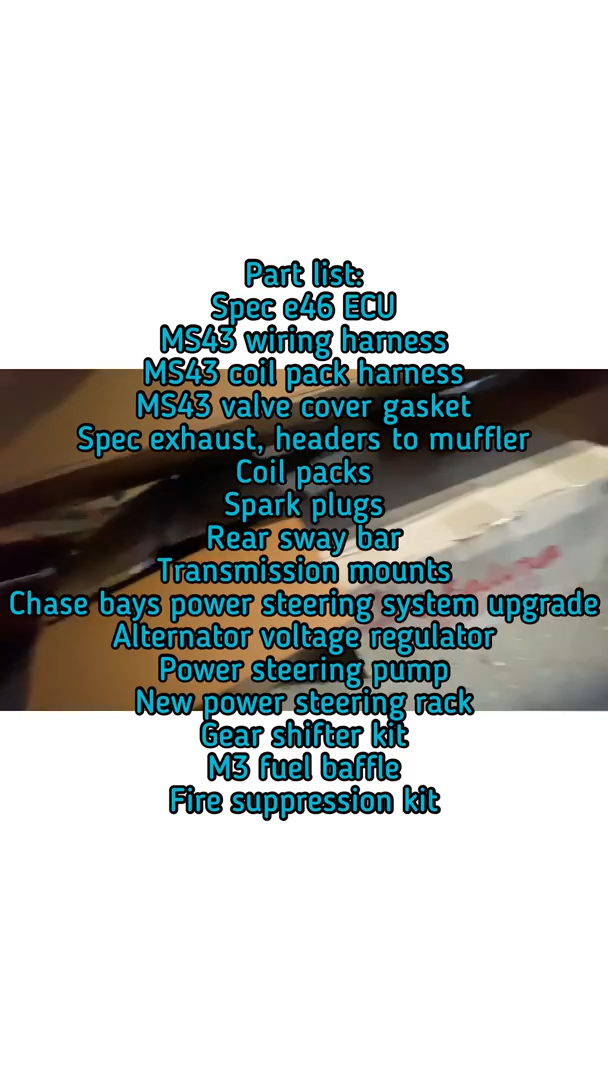 Part list:
Spec e46 ECU
MS43 wiring harness
MS43 coil pack harness
MS43 valve cover gasket
Spec exhaust, headers to muffler
Coil packs
Spark plugs
Rear sway bar
Transmission mounts
Chase bays power steering system upgrade
Alternator voltage regulator
Power steering pump
New power steering rack
Gear shifter kit
M3 fuel baffle
Fire suppression kit